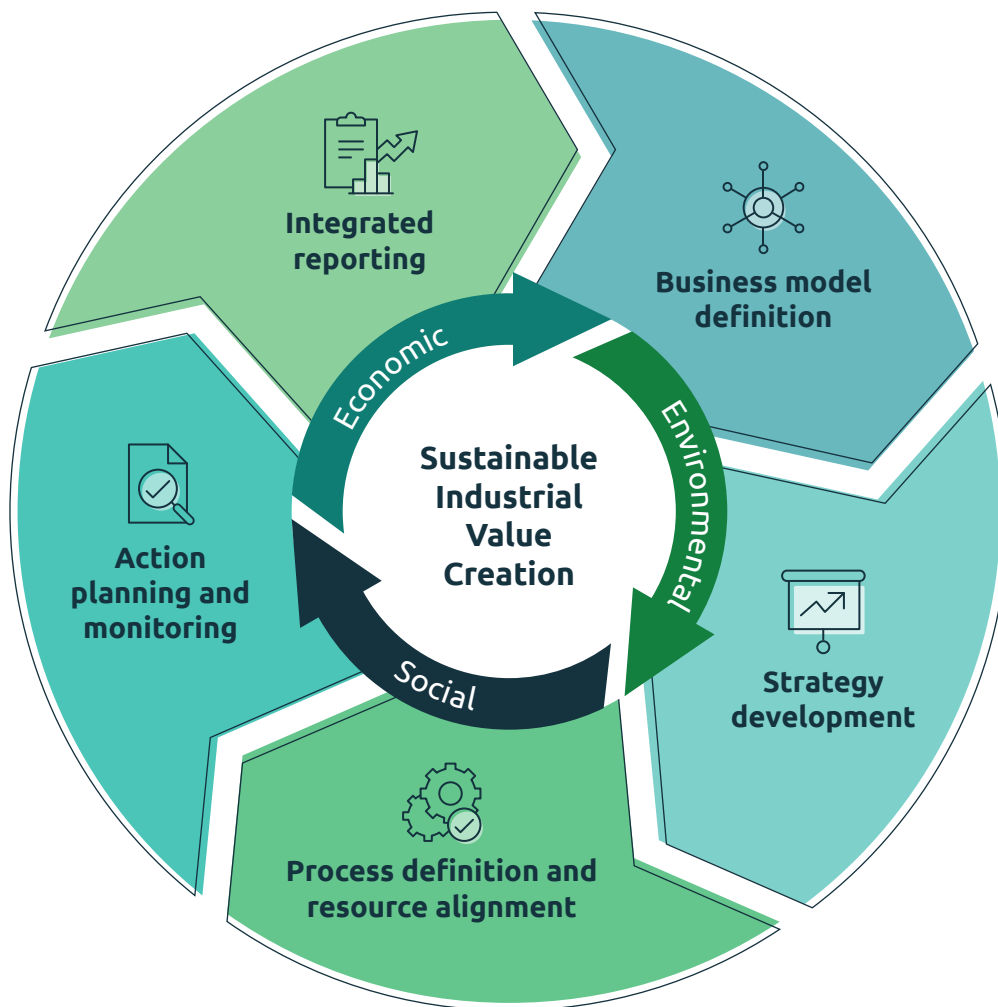 Integrated
reporting
Business model
definition
Economic
Environmental
Sustainable
Industrial
Value
Creation
Action
planning and
monitoring
Strategy
development
Social
Process definition and
resource alignment